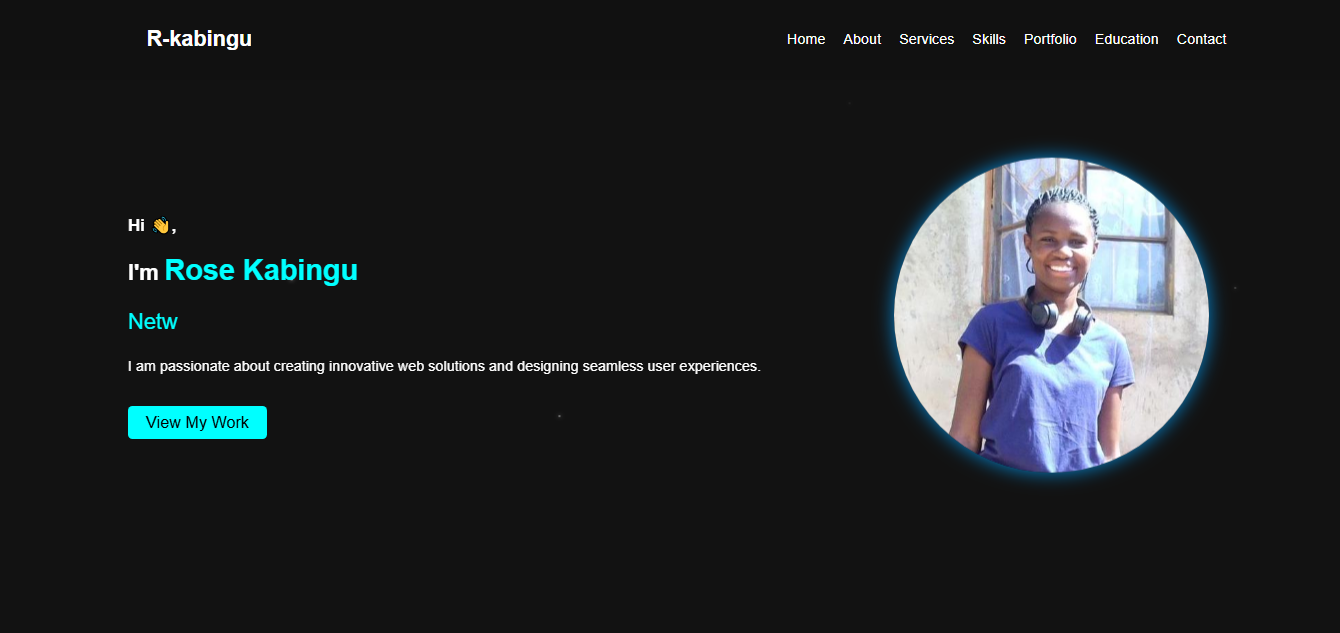 R-kabingu
Home About Services Skills Portfolio Education Contact
Hi 👋,
I'm Rose Kabingu
Netw
I am passionate about creating innovative web solutions and designing seamless user experiences.
View My Work